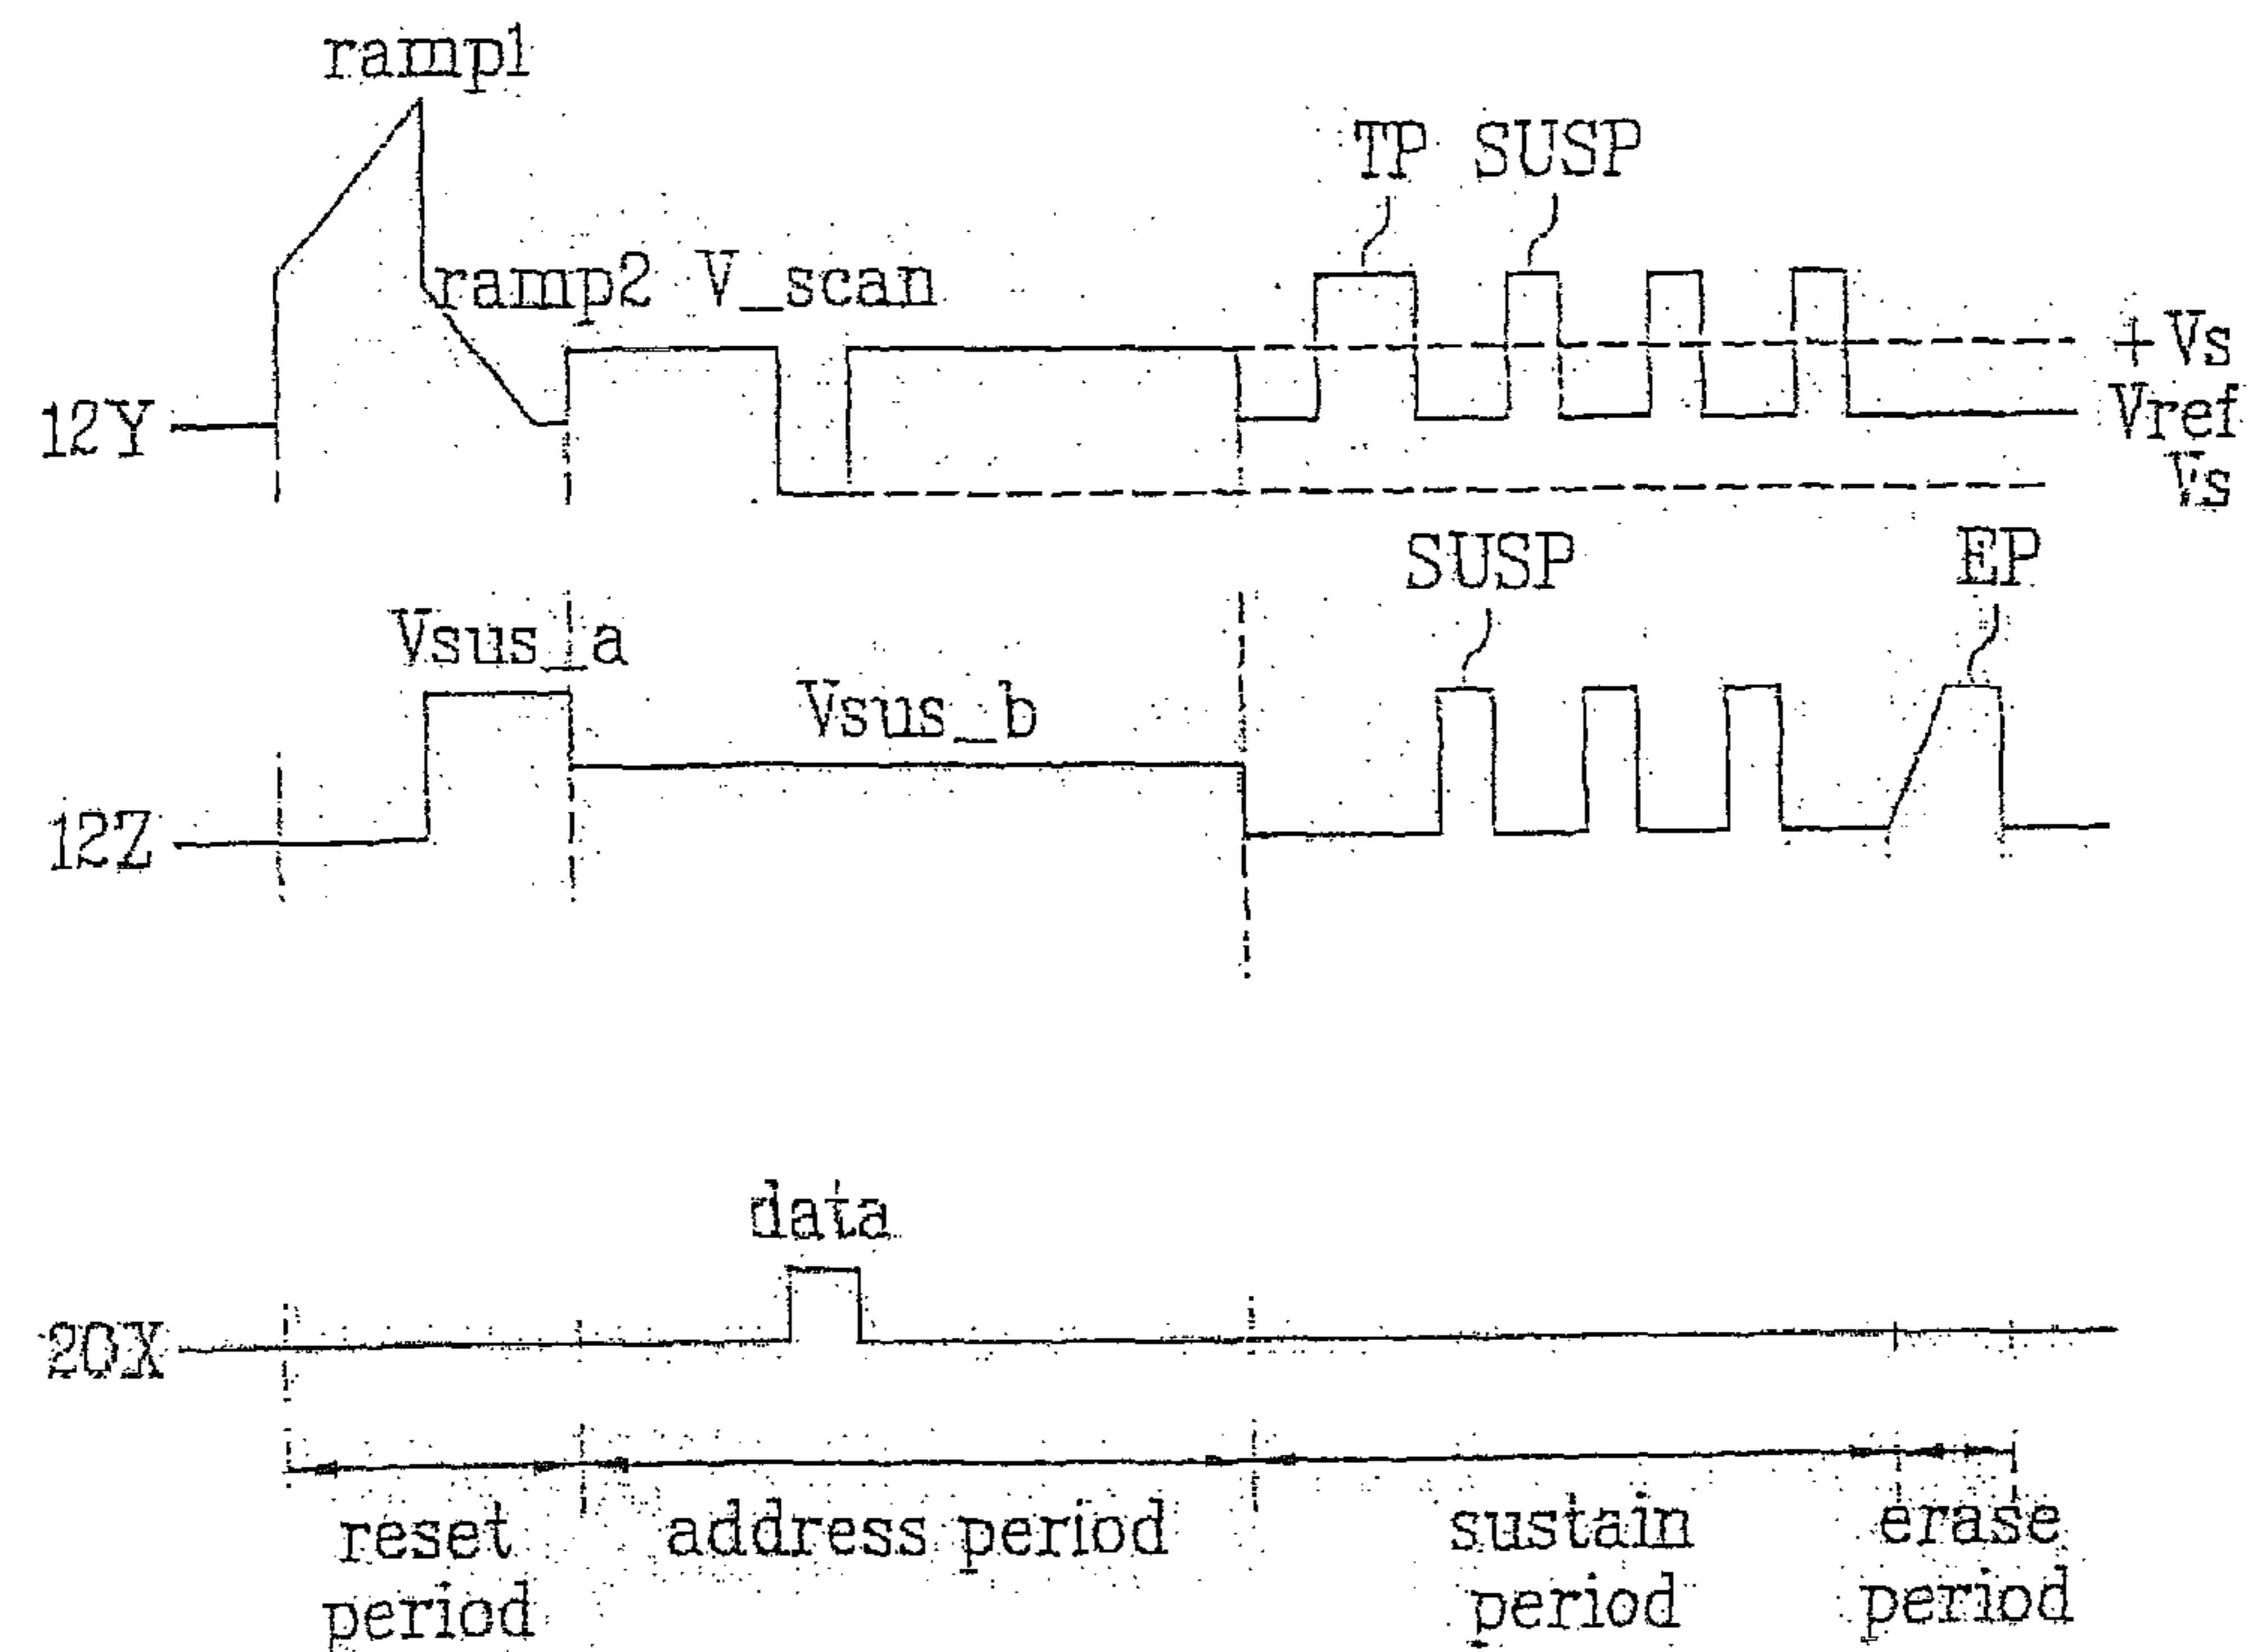 ramp1
TP SUSP
ramp2 V_scan
+Vs
12Y
Vref
Vs
SUSP
EP
Vsus_a
Vsus_b
12Z
data
20X
reset
period
address period
sustain
period
erase
period